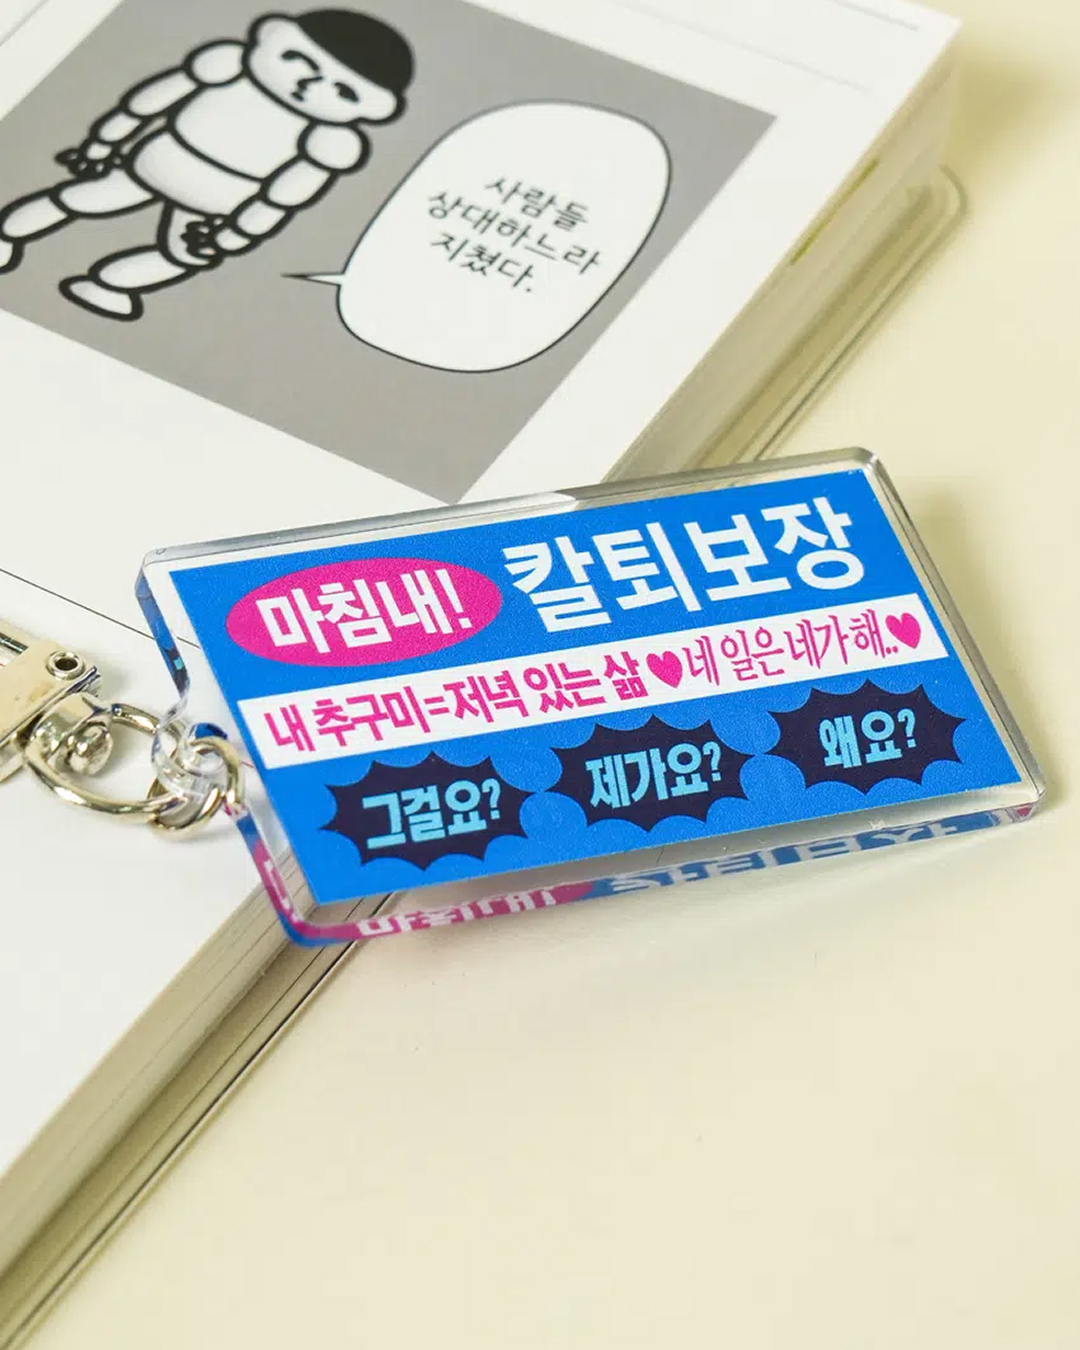 사람들
상대하느라
지쳤다.
마침내! 칼퇴보장
내 추구미=저녁 있는 삶♥네 일은 네가 해..♥
그걸요? 제가요? 왜요?